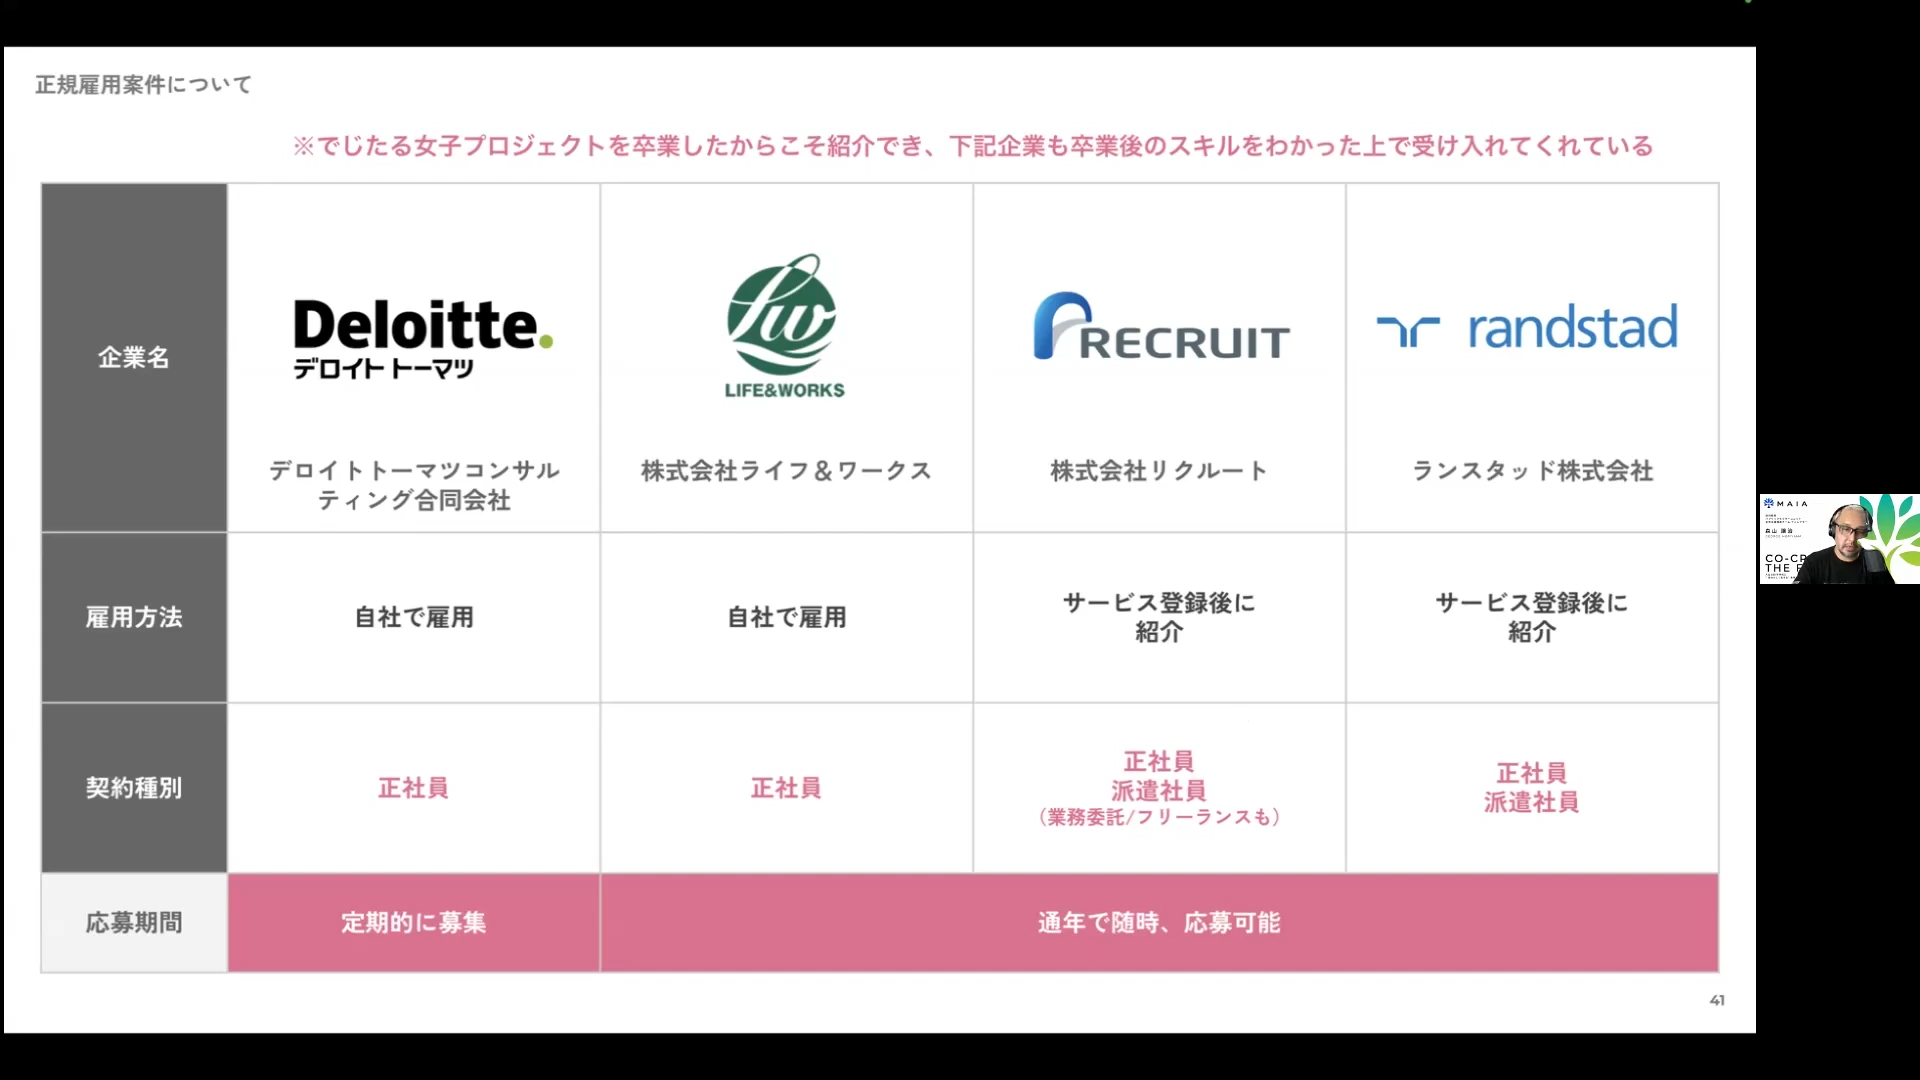 正規雇用案件について
※でじたる女子プロジェクトを卒業したからこそ紹介でき、下記企業も卒業後のスキルをわかった上で受け入れてくれている
企業名
Deloitte.
デロイト トーマツ
デロイトトーマツコンサル
ティング合同会社
Lw
LIFE&WORKS
株式会社ライフ＆ワークス
RECRUIT
株式会社リクルート
randstad
ランスタッド株式会社
雇用方法
自社で雇用
自社で雇用
サービス登録後に
紹介
サービス登録後に
紹介
契約種別
正社員
正社員
正社員
派遣社員
（業務委託/フリーランスも）
正社員
派遣社員
応募期間
定期的に募集
通年で随時、応募可能
41
MAIA
CO-CR
THE F